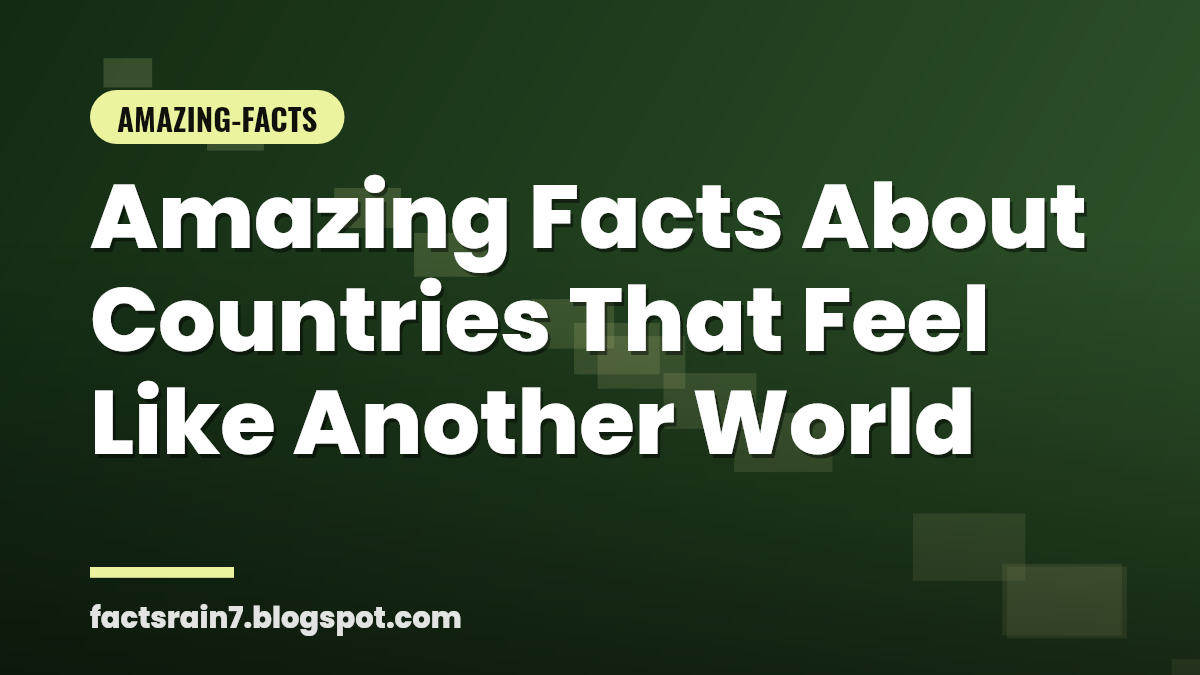 AMAZING-FACTS
Amazing Facts About
Countries That Feel
Like Another World
factsrain7.blogspot.com